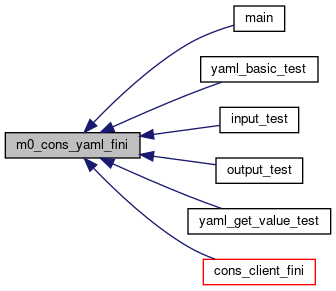 main
yaml_basic_test
input_test
m0_cons_yaml_fini
output_test
yaml_get_value_test
cons_client_fini